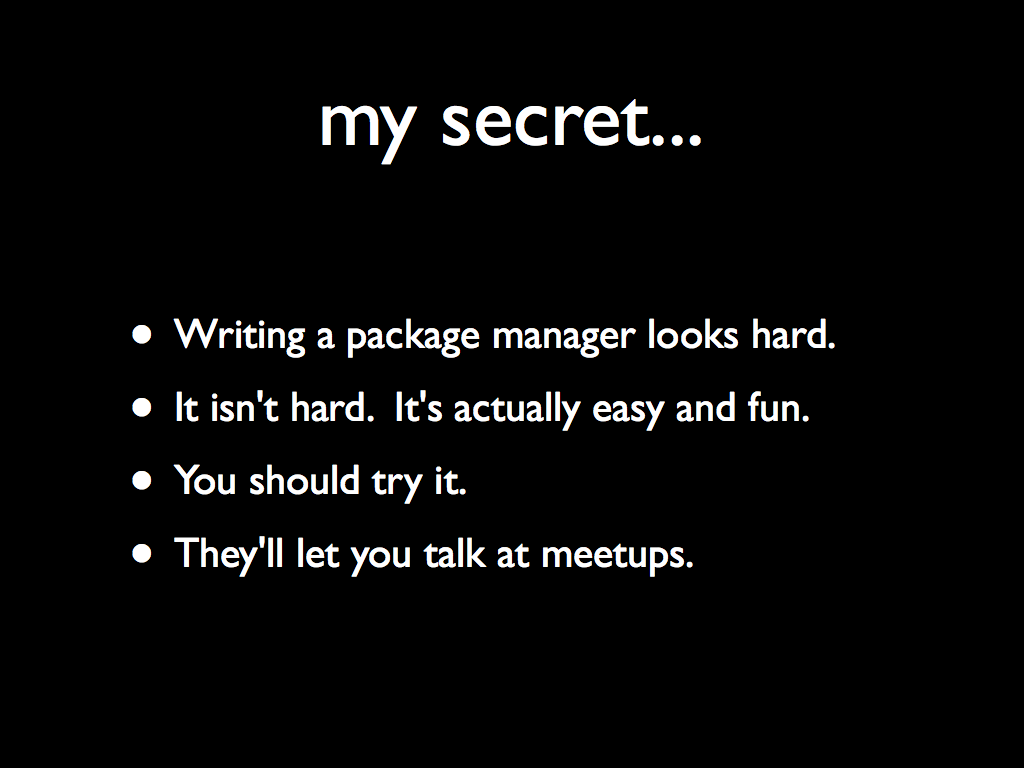 my secret...
• Writing a package manager looks hard.
• It isn't hard.  It's actually easy and fun.
• You should try it.
• They'll let you talk at meetups.